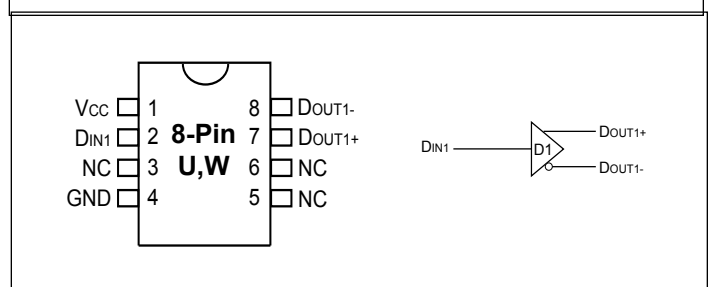 Vcc 1 8 DOUT1-
DIN1 2 8-Pin 7 DOUT1+
NC 3 U,W 6 NC
GND 4 5 NC
DIN1 D1 DOUT1+
DOUT1-